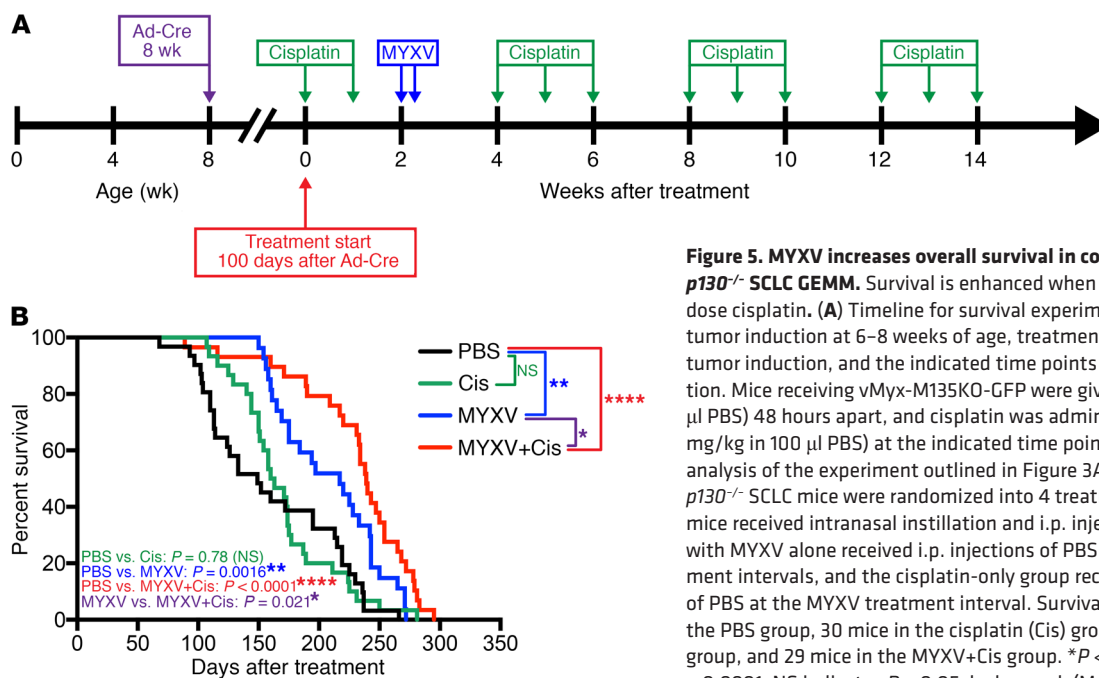 A
Ad-Cre
8 wk
Cisplatin
MYXV
Cisplatin
Cisplatin
Cisplatin
0 4 8 0 2 4 6 8 10 12 14
Age (wk)
Weeks after treatment
Treatment start
100 days after Ad-Cre
B
Percent survival
100
80
60
40
20
0
0 50 100 150 200 250 300 350
Days after treatment
PBS
Cis
MYXV
MYXV+Cis
NS
**
*
****
PBS vs. Cis: P = 0.78 (NS)
PBS vs. MYXV: P = 0.0016**
PBS vs. MYXV+Cis: P < 0.0001****
MYXV vs. MYXV+Cis: P = 0.021*
Figure 5. MYXV increases overall survival in co
p130-/- SCLC GEMM. Survival is enhanced when
dose cisplatin. (A) Timeline for survival experim
tumor induction at 6–8 weeks of age, treatmen
tumor induction, and the indicated time points
tion. Mice receiving vMyx-M135KO-GFP were giv
μl PBS) 48 hours apart, and cisplatin was admin
mg/kg in 100 μl PBS) at the indicated time poin
analysis of the experiment outlined in Figure 3A
p130-/- SCLC mice were randomized into 4 treat
mice received intranasal instillation and i.p. inje
with MYXV alone received i.p. injections of PBS
ment intervals, and the cisplatin-only group rec
of PBS at the MYXV treatment interval. Surviva
the PBS group, 30 mice in the cisplatin (Cis) gro
group, and 29 mice in the MYXV+Cis group. *P <